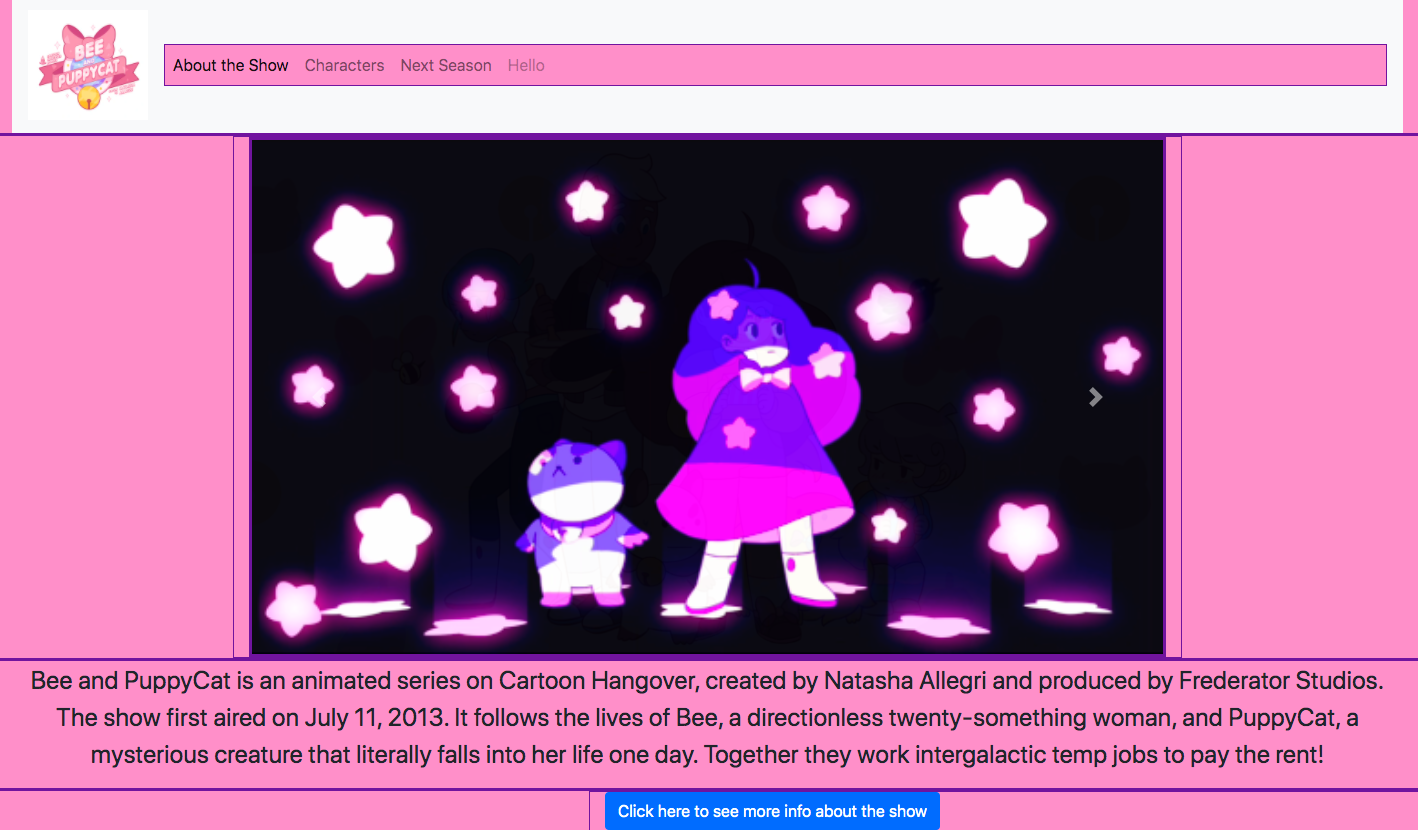 BEE
PUPPYCAT
About the Show Characters Next Season Hello
Bee and PuppyCat is an animated series on Cartoon Hangover, created by Natasha Allegri and produced by Frederator Studios.
The show first aired on July 11, 2013. It follows the lives of Bee, a directionless twenty-something woman, and PuppyCat, a
mysterious creature that literally falls into her life one day. Together they work intergalactic temp jobs to pay the rent!
Click here to see more info about the show